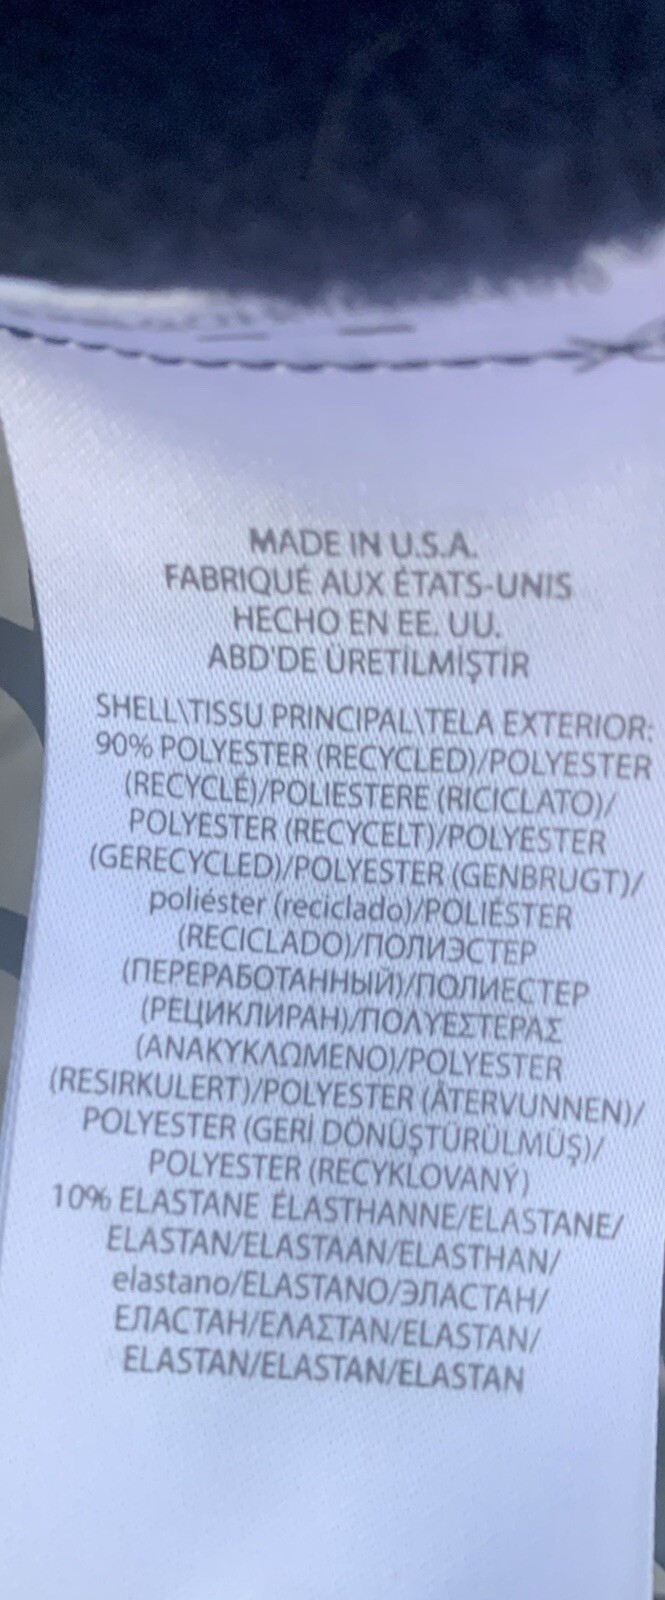 MADE IN U.S.A.
FABRIQUÉ AUX ÉTATS-UNIS
HECHO EN EE. UU.
ABD'DE ÜRETİLMİŞTİR
SHELL\TISSU PRINCIPAL\TELA EXTERIOR:
90% POLYESTER (RECYCLED)/POLYESTER
(RECYCLÉ)/POLIESTERE (RICICLATO)/
POLYESTER (RECYCELT)/POLYESTER
(GERECYCLED)/POLYESTER (GENBRUGT)/
poliéster (reciclado)/POLIÉSTER
(RECICLADO)/ПОЛИЭСТЕР
(ПЕРЕРАБОТАННЫЙ)/ПОЛИЕСТЕР
(РЕЦИКЛИРАН)/ΠΟΛΥΕΣΤΕΡΑΣ
(ΑΝΑΚΥΚΛΩΜΕΝΟ)/POLYESTER
(RESIRKULERT)/POLYESTER (ÅTERVUNNEN)/
POLYESTER (GERİ DÖNÜŞTÜRÜLMÜŞ)/
POLYESTER (RECYKLOVANÝ)
10% ELASTANE ÉLASTHANNE/ELASTANE/
ELASTAN/ELASTAAN/ELASTHAN/
elastano/ELASTANO/ЭЛАСТАН/
ЕЛАСТАН/ΕΛΑΣΤΑΝ/ELASTAN/
ELASTAN/ELASTAN/ELASTAN